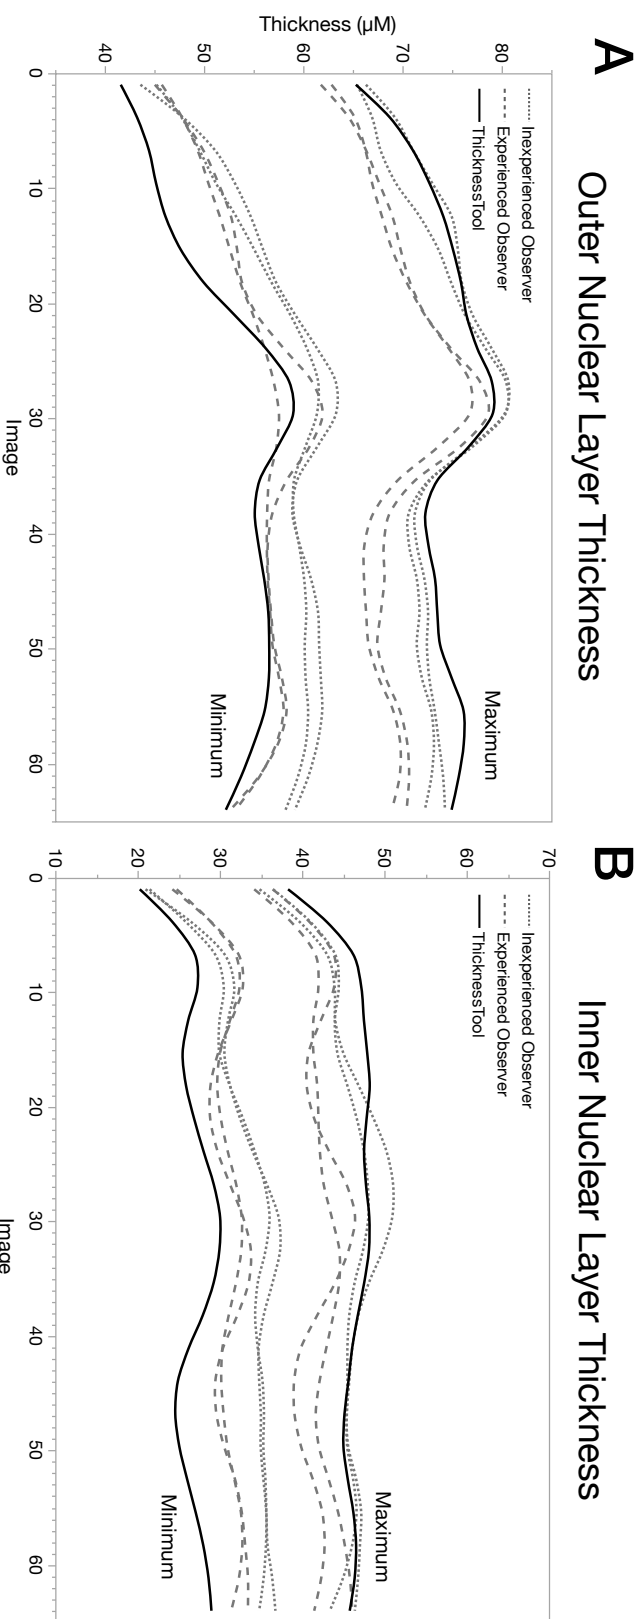 A
Outer Nuclear Layer Thickness
Thickness (µM)
80
70
60
50
40
Inexperienced Observer
Experienced Observer
ThicknessTool
Maximum
Minimum
0 10 20 30 40 50 60
Image
B
Inner Nuclear Layer Thickness
70
60
50
40
30
20
10
Inexperienced Observer
Experienced Observer
ThicknessTool
Maximum
Minimum
0 10 20 30 40 50 60
Image